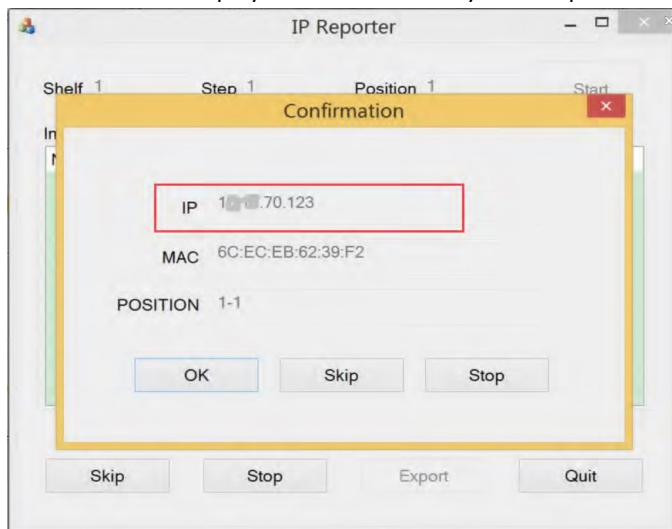 IP Reporter
Shelf 1 Step 1 Position 1 Start
Confirmation
IP .70.123
MAC 6C:EC:EB:62:39:F2
POSITION 1-1
OK Skip Stop
Skip Stop Export Quit